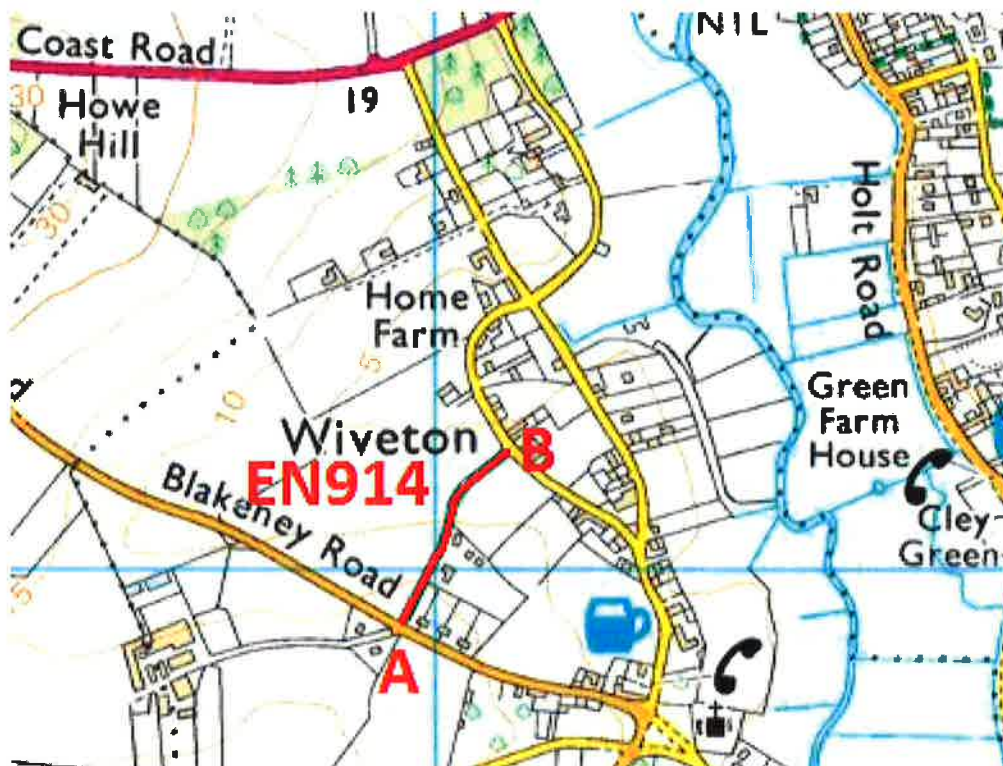 NIL
Coast Road
30
Howe
Hill
19
30
Holt Road
Home
Farm
5
10
Green
Farm
House
Wiveton
B
EN914
Blakeney Road
Cley-
Green
5
A